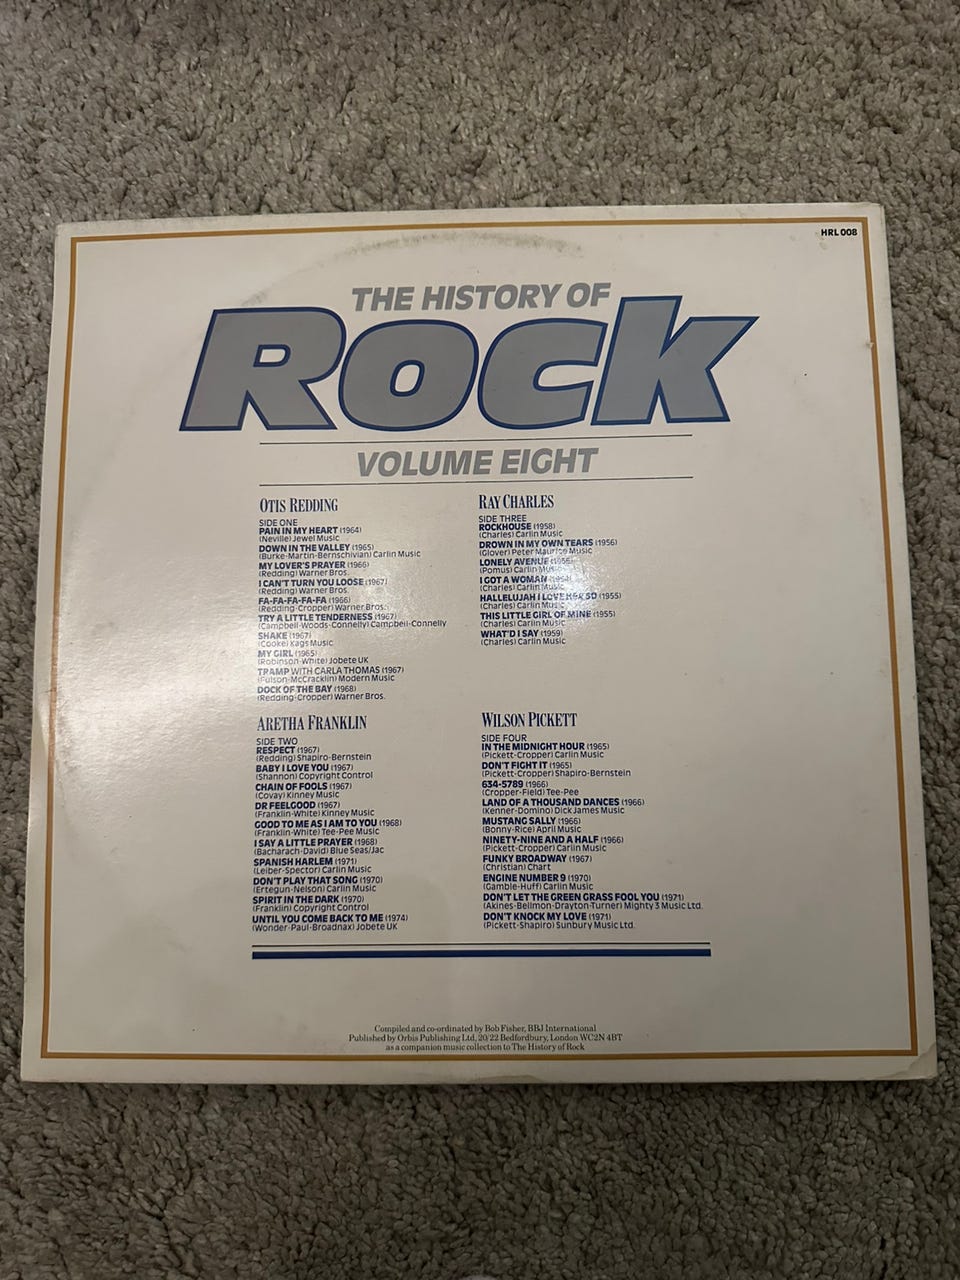 HRL 008
THE HISTORY OF
ROCK
VOLUME EIGHT
OTIS REDDING
SIDE ONE
PAIN IN MY HEART (1964)
(Neville) Jewel Music
DOWN IN THE VALLEY (1965)
(Burke-Martin-Bernschivian) Carlin Music
MY LOVER'S PRAYER (1966)
(Redding) Warner Bros.
I CAN'T TURN YOU LOOSE (1967)
(Redding) Warner Bros.
FA-FA-FA-FA-FA (1966)
(Redding-Cropper) Warner Bros.
TRY A LITTLE TENDERNESS (1967)
(Campbell-Woods-Connelly) Campbell-Connelly
SHAKE (1967)
(Cooke) Kags Music
MY GIRL (1965)
(Robinson-White) Jobete UK
TRAMP WITH CARLA THOMAS (1967)
(Fulson-McCracklin) Modern Music
DOCK OF THE BAY (1968)
(Redding-Cropper) Warner Bros.
ARETHA FRANKLIN
SIDE TWO
RESPECT (1967)
(Redding) Shapiro-Bernstein
BABY I LOVE YOU (1967)
(Shannon) Copyright Control
CHAIN OF FOOLS (1967)
(Covay) Kinney Music
DR FEELGOOD (1967)
(Franklin-White) Kinney Music
GOOD TO ME AS I AM TO YOU (1968)
(Franklin-White) Tee-Pee Music
I SAY A LITTLE PRAYER (1968)
(Bacharach-David) Blue Seas/Jac
SPANISH HARLEM (1971)
(Leiber-Spector) Carlin Music
DON'T PLAY THAT SONG (1970)
(Ertegun-Nelson) Carlin Music
SPIRIT IN THE DARK (1970)
(Franklin) Copyright Control
UNTIL YOU COME BACK TO ME (1974)
(Wonder-Paul-Broadnax) Jobete UK
RAY CHARLES
SIDE THREE
ROCKHOUSE (1958)
(Charles) Carlin Music
DROWN IN MY OWN TEARS (1956)
(Glover) Peter Maurice Music
LONELY AVENUE
(Pomus) Carlin Music
I GOT A WOMAN
(Charles) Carlin Music
HALLELUJAH I LOVE HER SO (1955)
(Charles) Carlin Music
THIS LITTLE GIRL OF MINE (1955)
(Charles) Carlin Music
WHAT'D I SAY (1959)
(Charles) Carlin Music
WILSON PICKETT
SIDE FOUR
IN THE MIDNIGHT HOUR (1965)
(Pickett-Cropper) Carlin Music
DON'T FIGHT IT (1965)
(Pickett-Cropper) Shapiro-Bernstein
634-5789 (1966)
(Cropper-Field) Tee-Pee
LAND OF A THOUSAND DANCES (1966)
(Kenner-Domino) Dick James Music
MUSTANG SALLY (1966)
(Bonny-Rice) April Music
NINETY-NINE AND A HALF (1966)
(Pickett-Cropper) Carlin Music
FUNKY BROADWAY (1967)
(Christian) Chart
ENGINE NUMBER 9 (1970)
(Gamble-Huff) Carlin Music
DON'T LET THE GREEN GRASS FOOL YOU (1971)
(Akines-Bellmon-Drayton-Turner) Mighty 3 Music Ltd.
DON'T KNOCK MY LOVE (1971)
(Pickett-Shapiro) Sunbury Music Ltd.
Compiled and co-ordinated by Bob Fisher, BBJ International
Published by Orbis Publishing Ltd, 20/22 Bedfordbury, London WC2N 4BT
as a companion music collection to The History of Rock